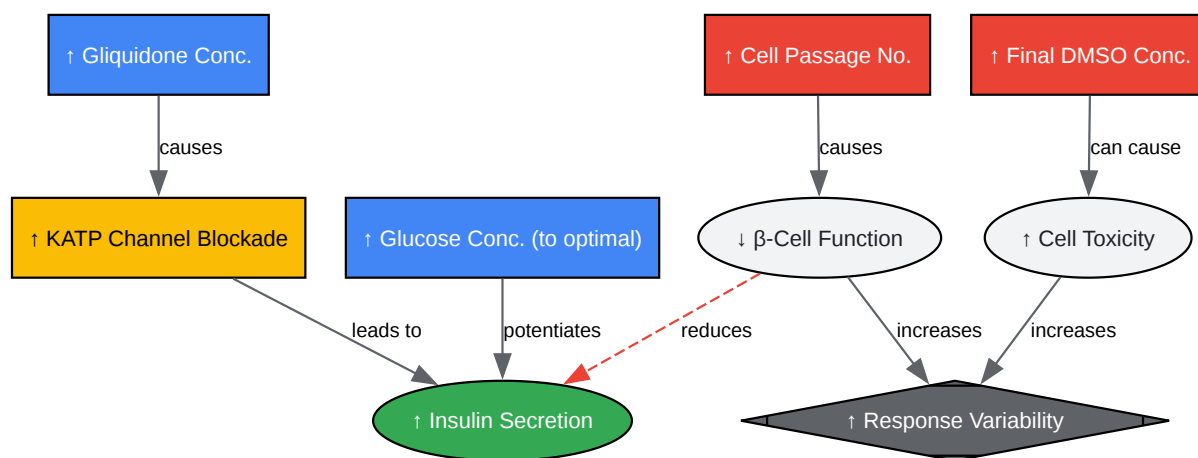 ↑ Gliquidone Conc.
↑ Cell Passage No.
↑ Final DMSO Conc.
causes
causes
can cause
↑ KATP Channel Blockade
↑ Glucose Conc. (to optimal)
↓ β-Cell Function
↑ Cell Toxicity
leads to
potentiates
reduces
increases
increases
↑ Insulin Secretion
↑ Response Variability